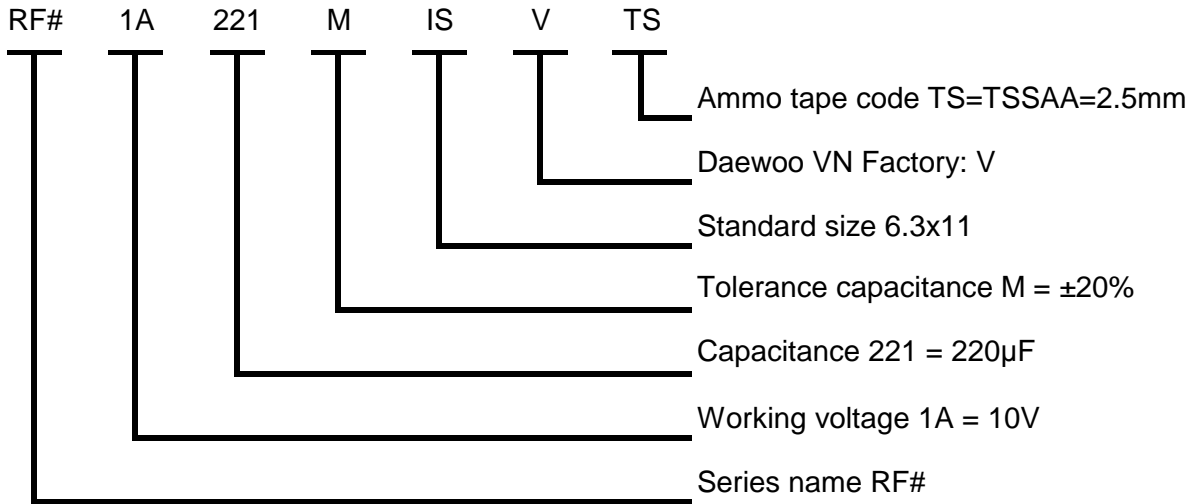 RF# 1A 221 M IS V TS
Ammo tape code TS=TSSAA=2.5mm
Daewoo VN Factory: V
Standard size 6.3x11
Tolerance capacitance M = ±20%
Capacitance 221 = 220µF
Working voltage 1A = 10V
Series name RF#